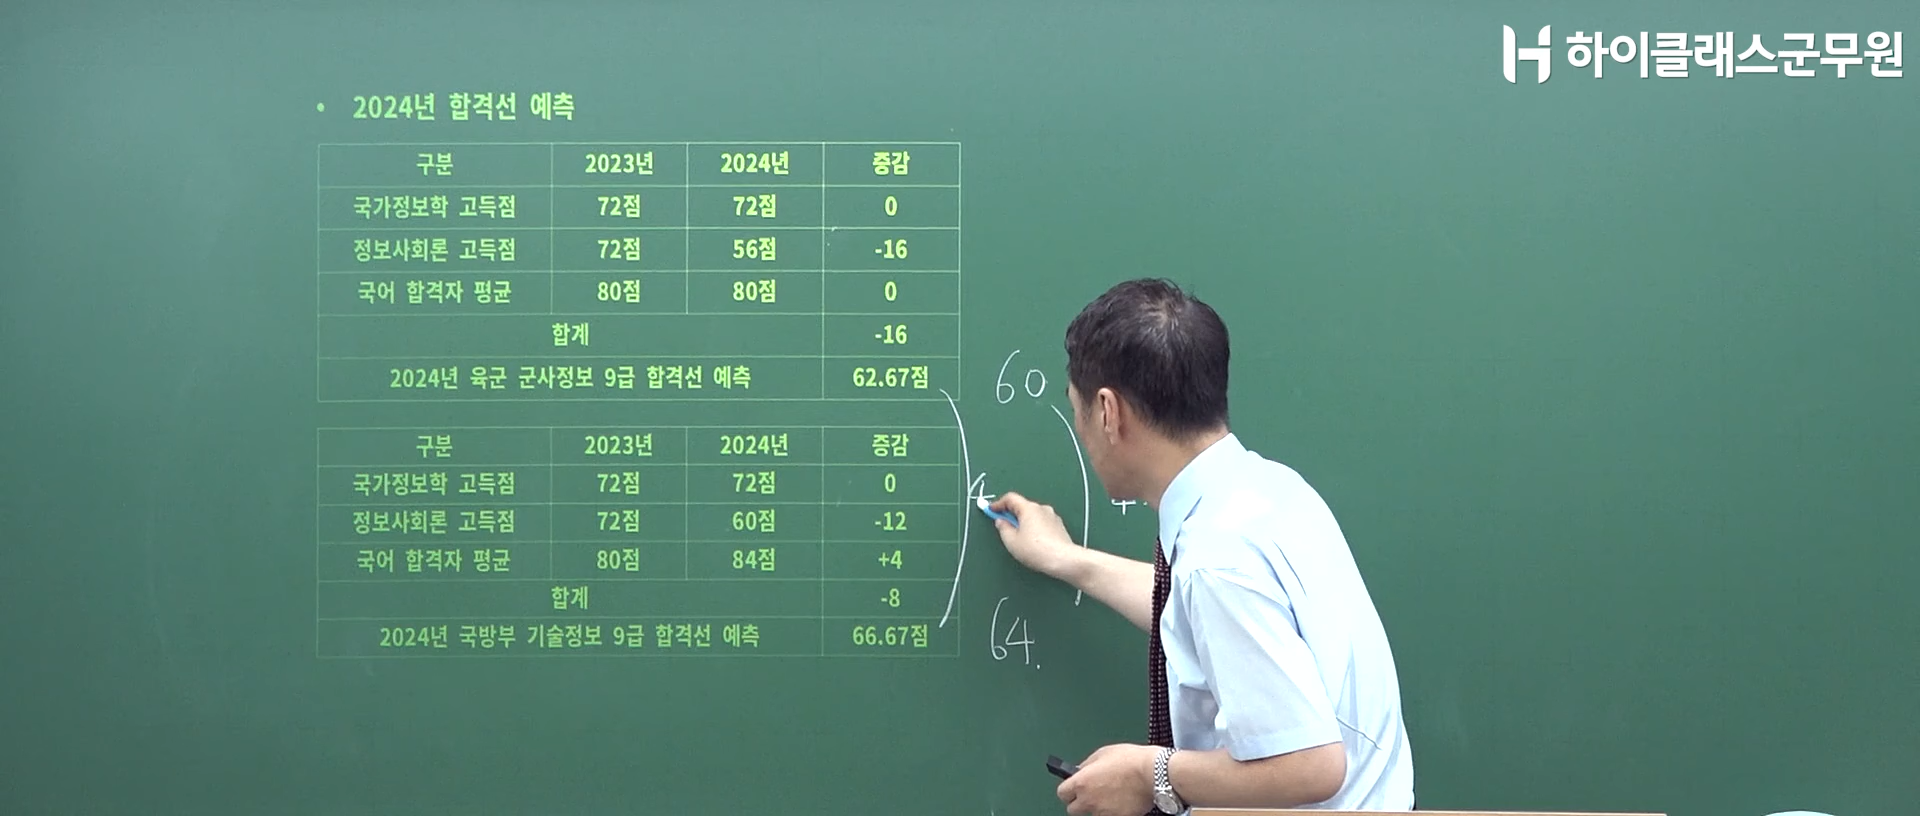 하이클래스군무원
• 2024년 합격선 예측
구분 2023년 2024년 증감
국가정보학 고득점 72점 72점 0
정보사회론 고득점 72점 56점 -16
국어 합격자 평균 80점 80점 0
합계 -16
2024년 육군 군사정보 9급 합격선 예측 62.67점
60
구분 2023년 2024년 증감
국가정보학 고득점 72점 72점 0
정보사회론 고득점 72점 60점 -12
국어 합격자 평균 80점 84점 +4
합계 -8
2024년 국방부 기술정보 9급 합격선 예측 66.67점
4
4.
64.